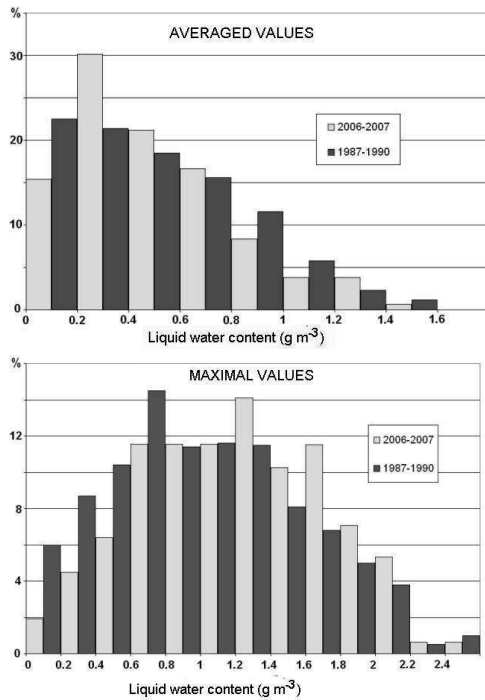 %
AVERAGED VALUES
30
2006-2007
1987-1990
20
10
0
0 0.2 0.4 0.6 0.8 1 1.2 1.4 1.6
Liquid water content (g m-3)
%
MAXIMAL VALUES
2006-2007
1987-1990
12
8
4
0
0 0.2 0.4 0.6 0.8 1 1.2 1.4 1.6 1.8 2 2.2 2.4
Liquid water content (g m-3)